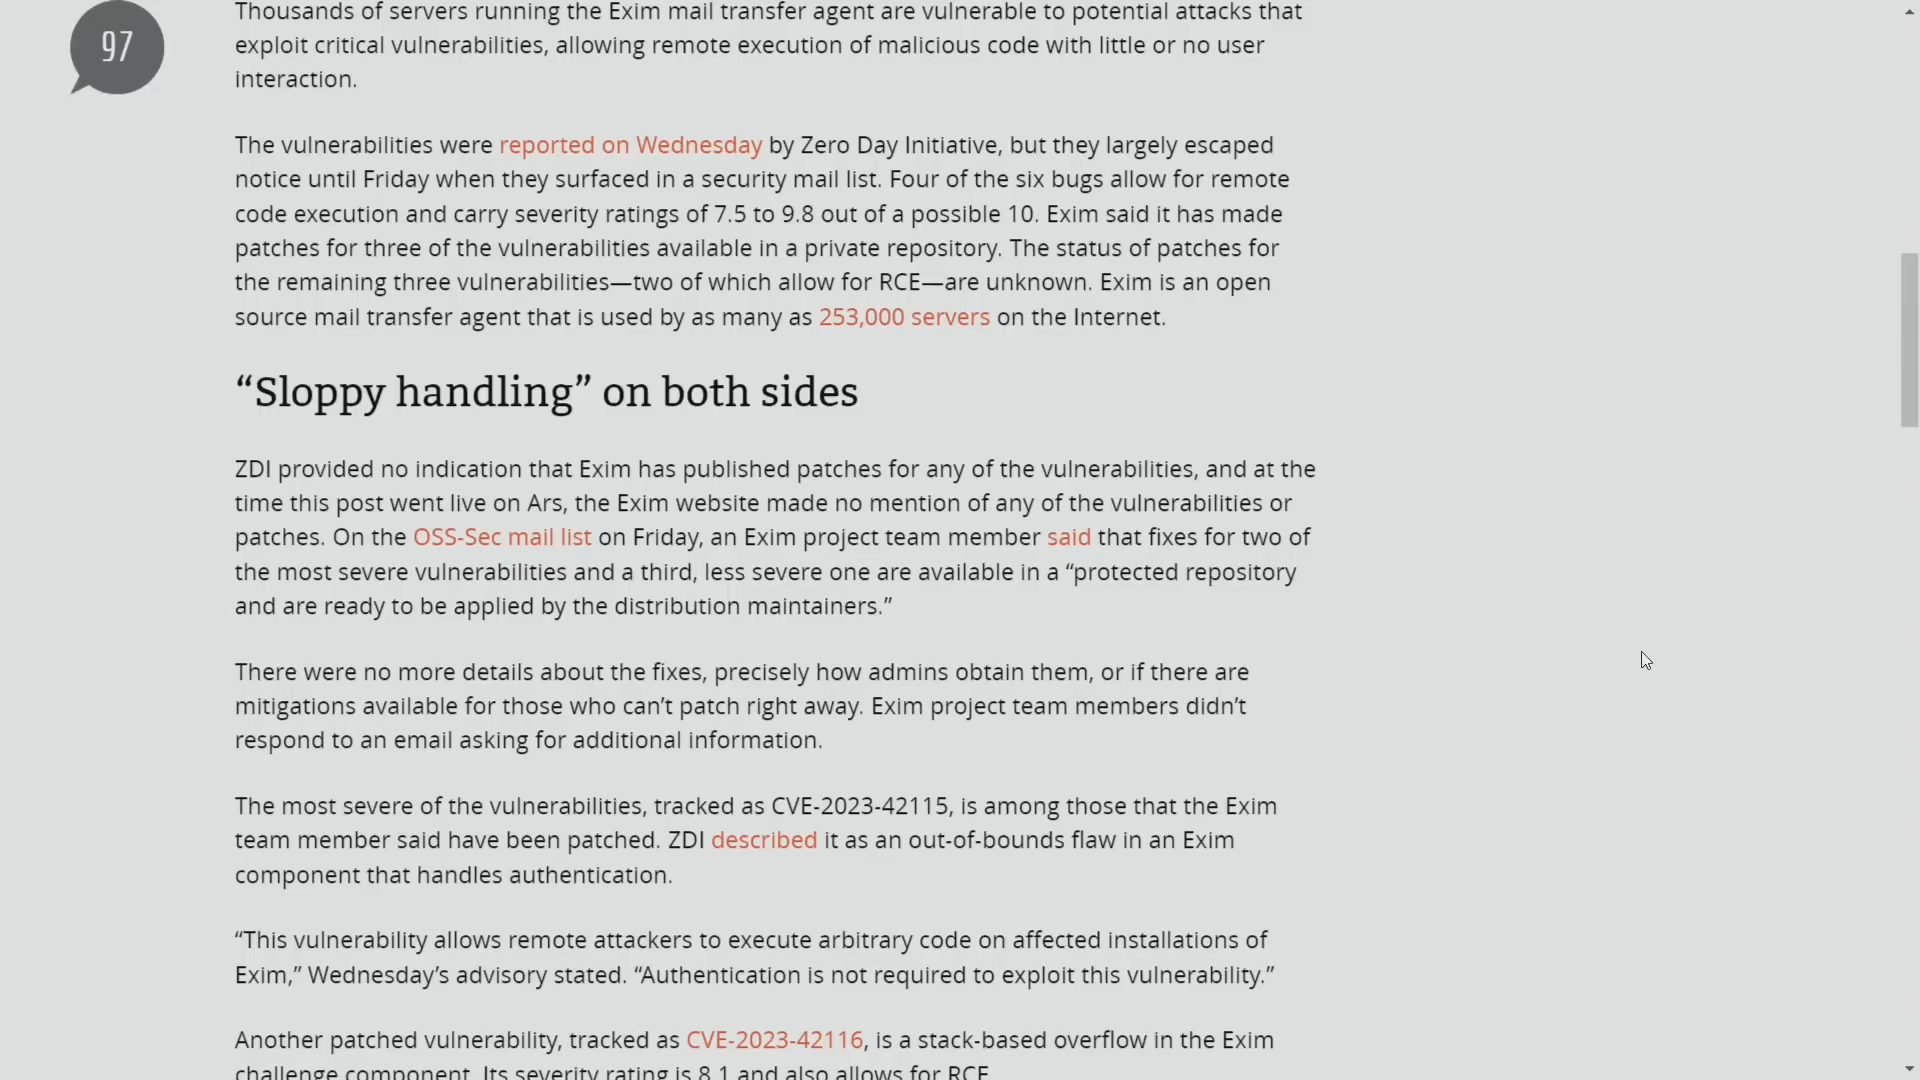 97
Thousands of servers running the Exim mail transfer agent are vulnerable to potential attacks that
exploit critical vulnerabilities, allowing remote execution of malicious code with little or no user
interaction.
The vulnerabilities were reported on Wednesday by Zero Day Initiative, but they largely escaped
notice until Friday when they surfaced in a security mail list. Four of the six bugs allow for remote
code execution and carry severity ratings of 7.5 to 9.8 out of a possible 10. Exim said it has made
patches for three of the vulnerabilities available in a private repository. The status of patches for
the remaining three vulnerabilities—two of which allow for RCE—are unknown. Exim is an open
source mail transfer agent that is used by as many as 253,000 servers on the Internet.
“Sloppy handling” on both sides
ZDI provided no indication that Exim has published patches for any of the vulnerabilities, and at the
time this post went live on Ars, the Exim website made no mention of any of the vulnerabilities or
patches. On the OSS-Sec mail list on Friday, an Exim project team member said that fixes for two of
the most severe vulnerabilities and a third, less severe one are available in a “protected repository
and are ready to be applied by the distribution maintainers.”
There were no more details about the fixes, precisely how admins obtain them, or if there are
mitigations available for those who can’t patch right away. Exim project team members didn’t
respond to an email asking for additional information.
The most severe of the vulnerabilities, tracked as CVE-2023-42115, is among those that the Exim
team member said have been patched. ZDI described it as an out-of-bounds flaw in an Exim
component that handles authentication.
“This vulnerability allows remote attackers to execute arbitrary code on affected installations of
Exim,” Wednesday’s advisory stated. “Authentication is not required to exploit this vulnerability.”
Another patched vulnerability, tracked as CVE-2023-42116, is a stack-based overflow in the Exim
challenge component. Its severity rating is 8.1 and also allows for RCE.